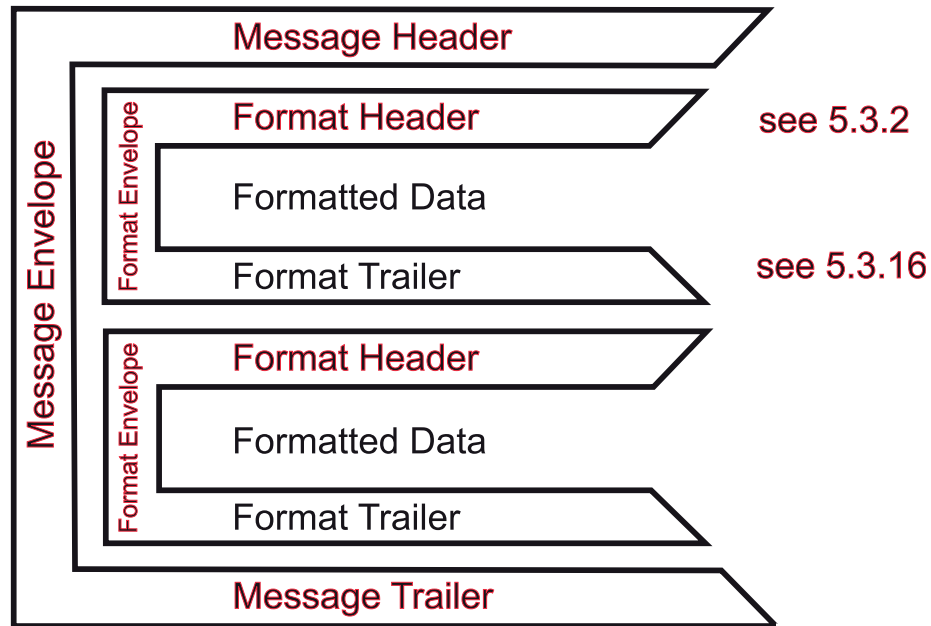 Message Header
Message Envelope
Format Envelope
Format Header
see 5.3.2
Formatted Data
Format Trailer
see 5.3.16
Format Envelope
Format Header
Formatted Data
Format Trailer
Message Trailer